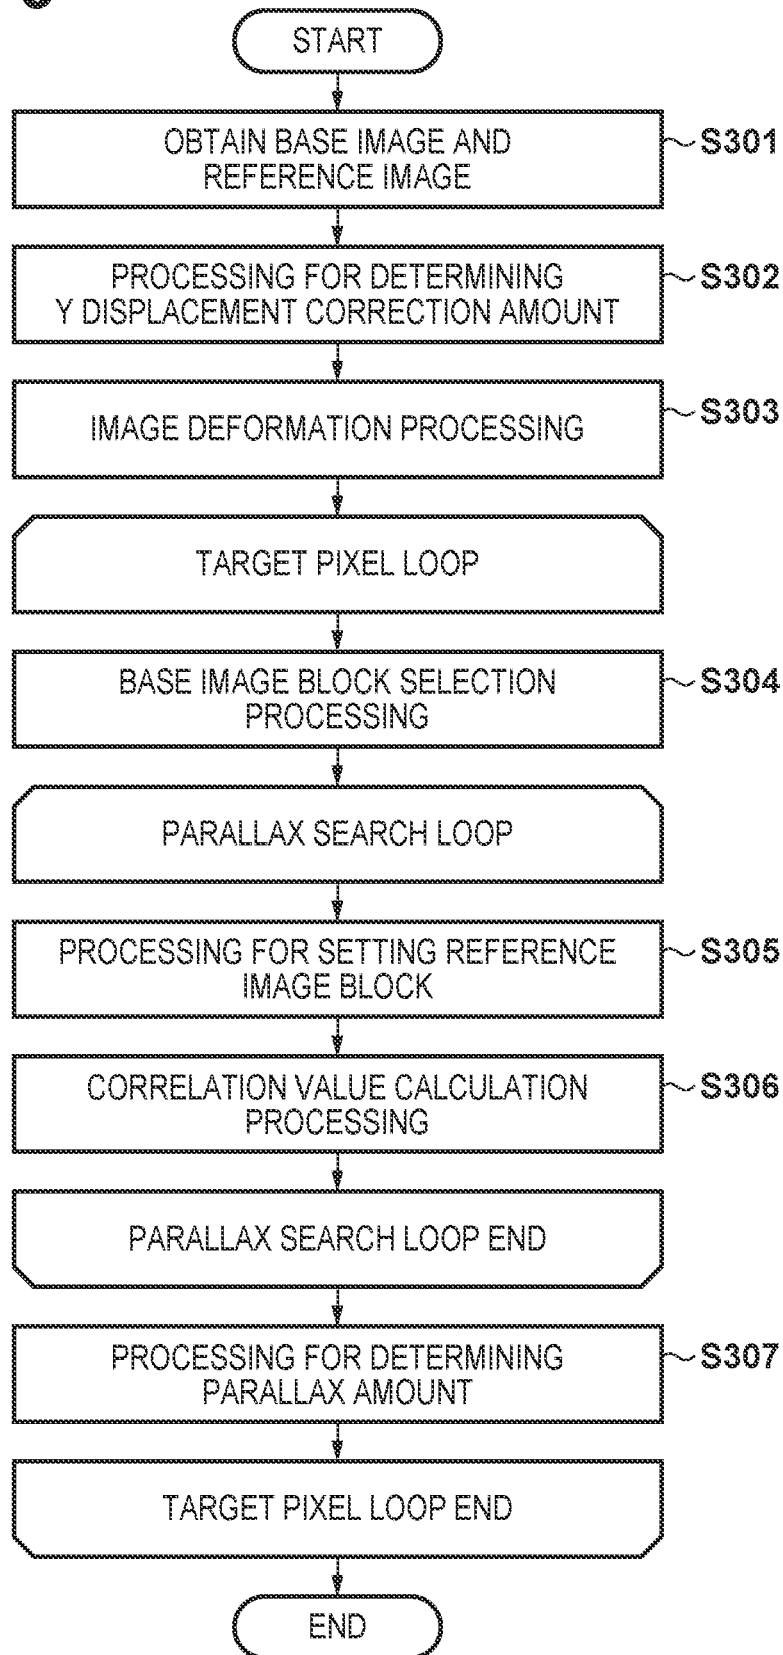 START
OBTAIN BASE IMAGE AND
REFERENCE IMAGE
S301
PROCESSING FOR DETERMINING
Y DISPLACEMENT CORRECTION AMOUNT
S302
IMAGE DEFORMATION PROCESSING
S303
TARGET PIXEL LOOP
BASE IMAGE BLOCK SELECTION
PROCESSING
S304
PARALLAX SEARCH LOOP
PROCESSING FOR SETTING REFERENCE
IMAGE BLOCK
S305
CORRELATION VALUE CALCULATION
PROCESSING
S306
PARALLAX SEARCH LOOP END
PROCESSING FOR DETERMINING
PARALLAX AMOUNT
S307
TARGET PIXEL LOOP END
END